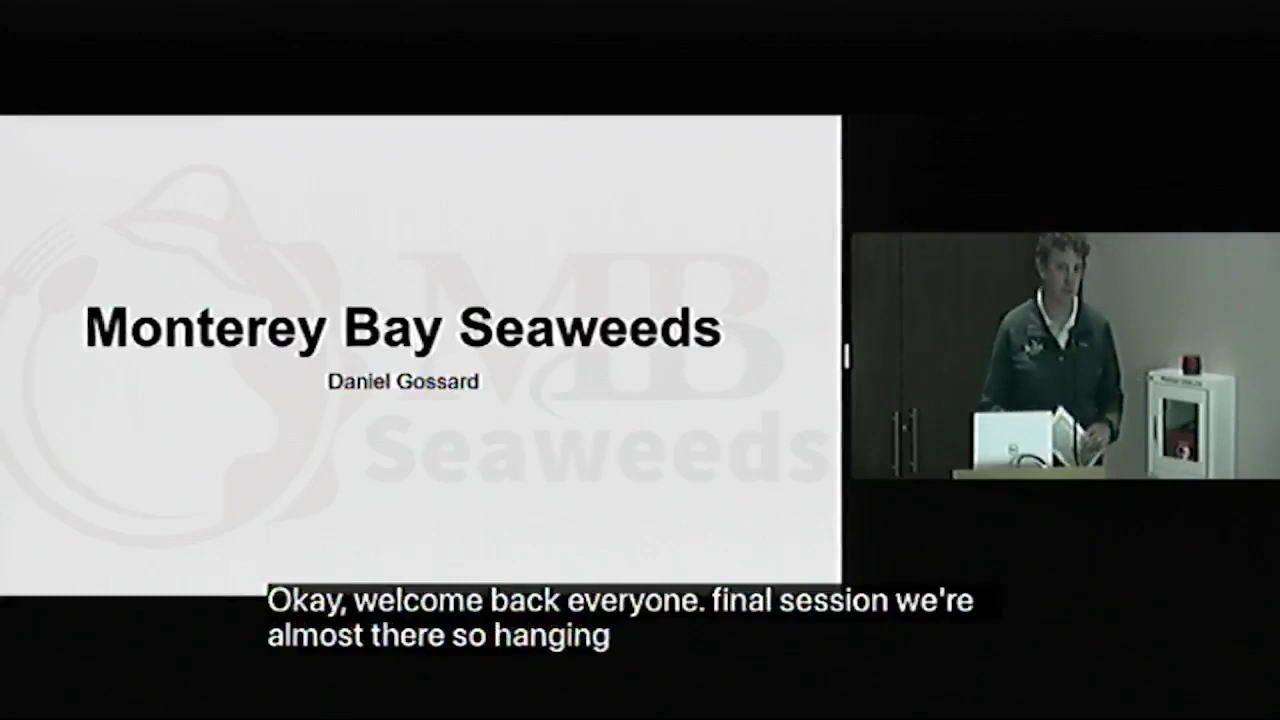 Monterey Bay Seaweeds
Daniel Gossard
MB
Seaweeds
Okay, welcome back everyone. final session we're
almost there so hanging